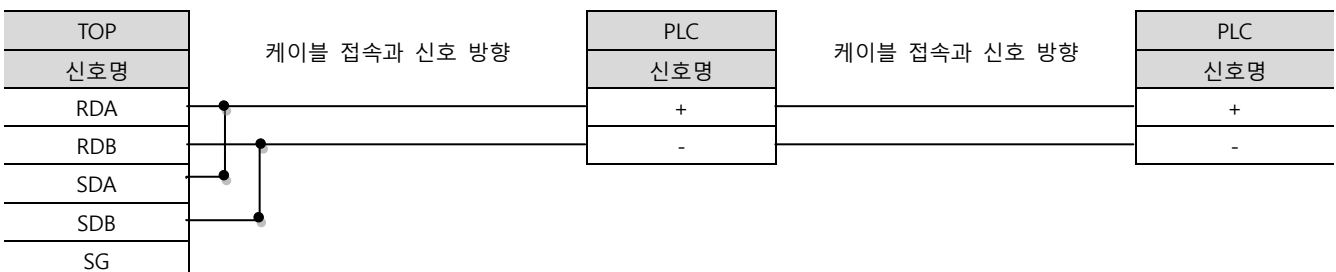 TOP
케이블 접속과 신호 방향
PLC
케이블 접속과 신호 방향
PLC
신호명
신호명
신호명
RDA
+
+
RDB
-
-
SDA
SDB
SG